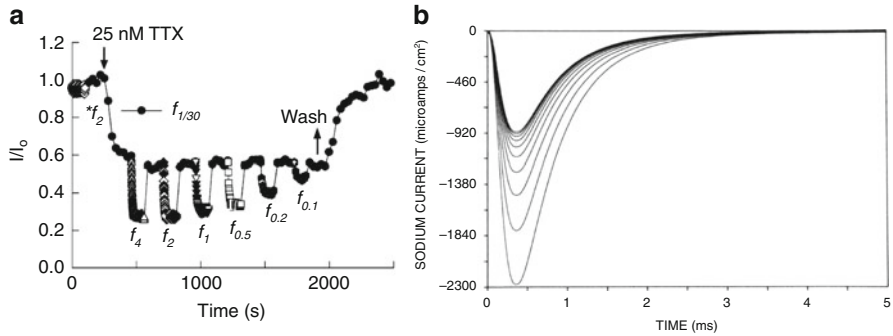 a
25 nM TTX
I/I₀
1.2
1.0
0.8
0.6
0.4
0.2
0.0
*f₂
f₁/₃₀
Wash
f₄
f₂
f₁
f₀.₅
f₀.₂
f₀.₁
0
1000
2000
Time (s)
b
SODIUM CURRENT (microamps / cm²)
0
−460
−920
−1380
−1840
−2300
0
1
2
3
4
5
TIME (ms)